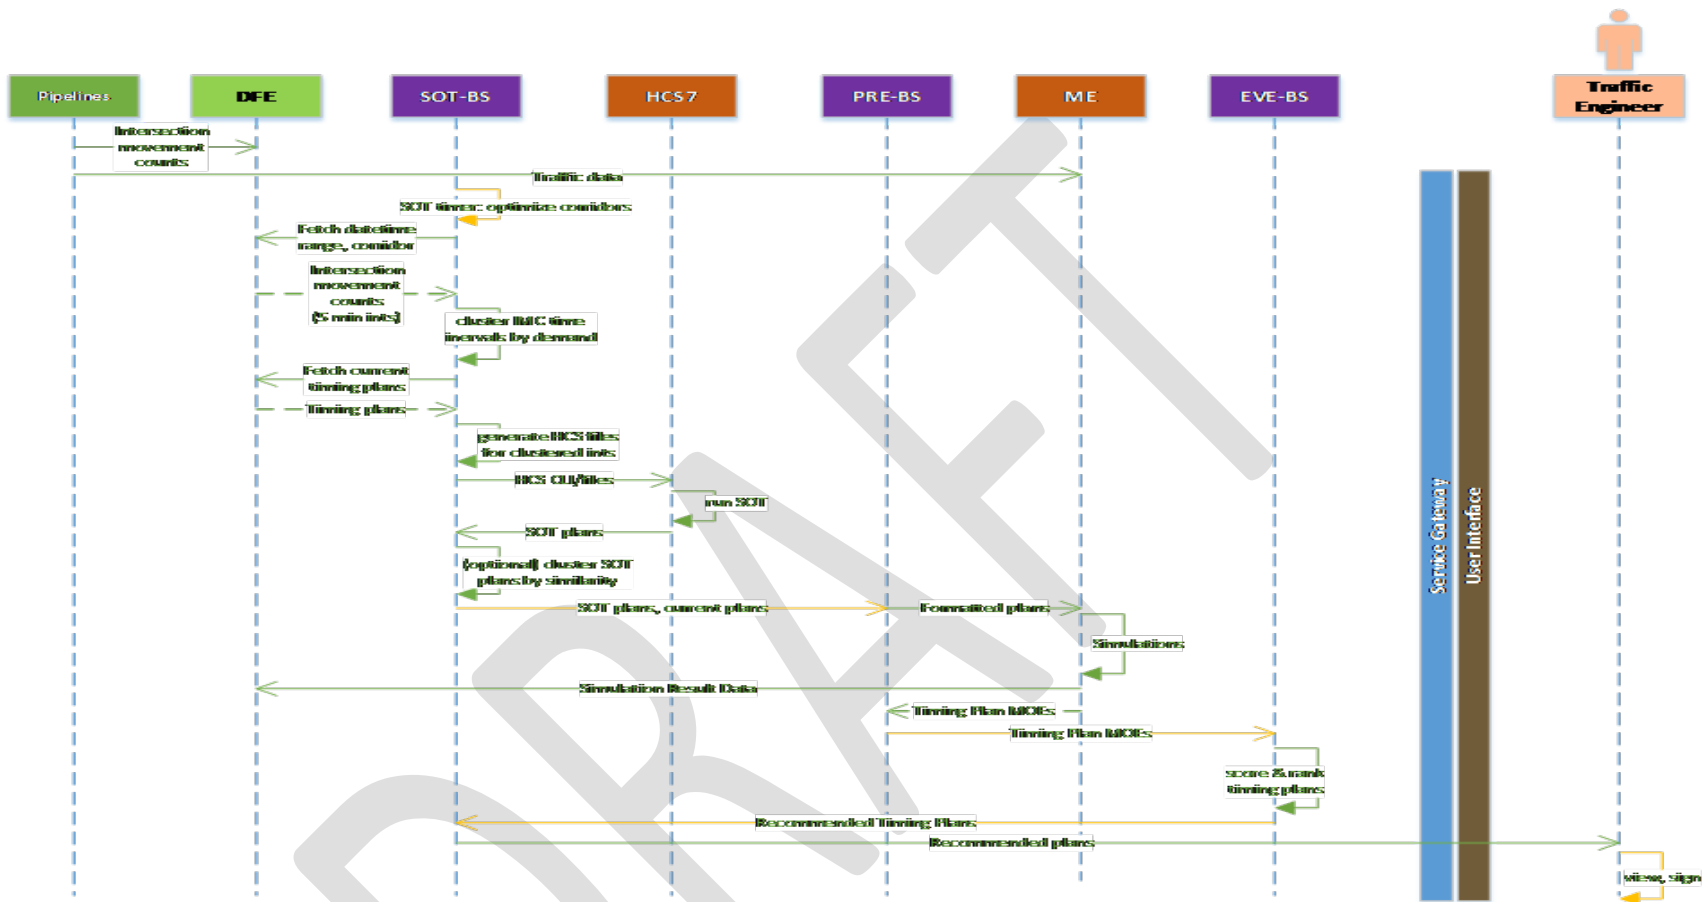 Pipelines
DFE
SOT-BS
HCS7
PRE-BS
ME
EVE-BS
Traffic
Engineer
Intersection
movement
counts
Traffic data
SOT timer: optimize corridors
Fetch datetime
range, corridor
Intersection
movement
counts
(5 min ints)
cluster IMC time
inervals by demand
Fetch current
timing plans
Timing plans
generate HCS files
for clustered ints
HCS CLI/files
run SOT
SOT plans
(optional) cluster SOT
plans by similarity
SOT plans, current plans
Formatted plans
Simulations
Simulation Result Data
Timing Plan MOEs
Timing Plan MOEs
score & rank
timing plans
Recommended Timing Plans
Recommended plans
view, sign
Service Gateway
User Interface
DRAFT